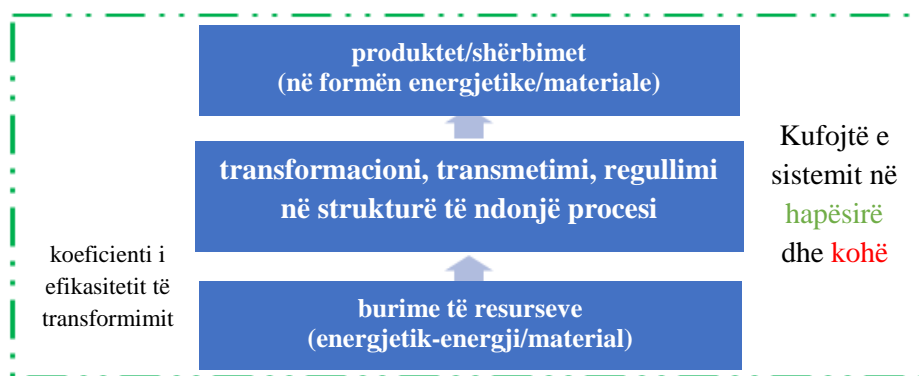 produktet/shërbimet
(në formën energjetike/materiale)
transformacioni, transmetimi, regullimi
në strukturë të ndonjë procesi
burime të resurseve
(energjetik-energji/material)
koeficienti i
efikasitetit të
transformimit
Kufojtë e
sistemit në
hapësirë
dhe kohë